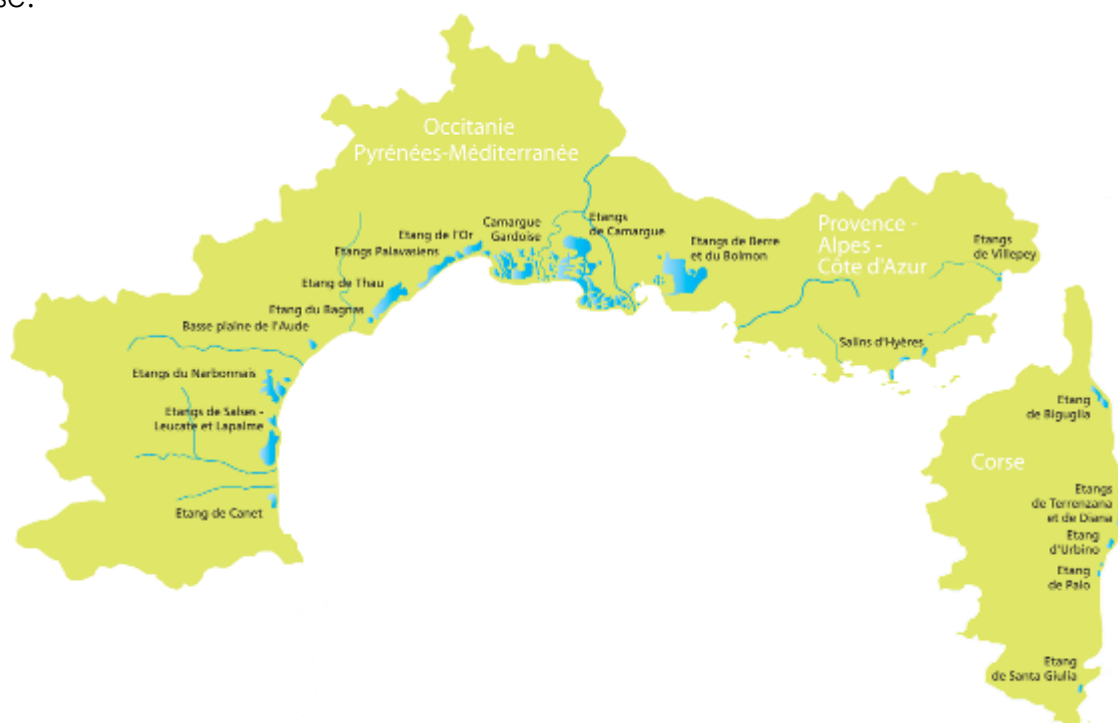 se.
Occitanie
Pyrénées-Méditerranée
Provence -
Alpes -
Côte d'Azur
Corse
Camargue
Gardoise
Etangs
de Camargue
Etang de l'Or
Etangs Palavasiens
Etangs de Berre
et du Bolmon
Etangs
de Villepey
Etang de Thau
Etang du Bagnas
Basse plaine de l'Aude
Salins d'Hyères
Etangs du Narbonnais
Etangs de Salses -
Leucate et Lapalme
Etang de Canet
Etang
de Biguglia
Etangs
de Terrenzana
et de Diana
Etang
d'Urbino
Etang
de Palo
Etang
de Santa Giulia